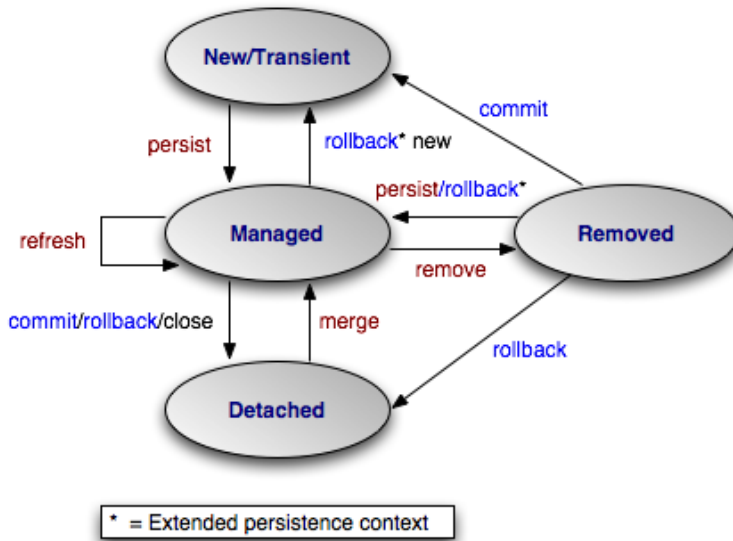 New/Transient
commit
persist
rollback* new
persist/rollback*
refresh
Managed
Removed
remove
commit/rollback/close
merge
rollback
Detached
* = Extended persistence context